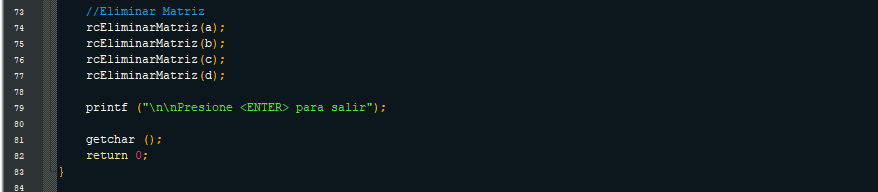 73 //Eliminar Matriz
74 rcEliminarMatriz(a);
75 rcEliminarMatriz(b);
76 rcEliminarMatriz(c);
77 rcEliminarMatriz(d);
78
79 printf ("\n\nPresione <ENTER> para salir");
80
81 getchar ();
82 return 0;
83 }
84